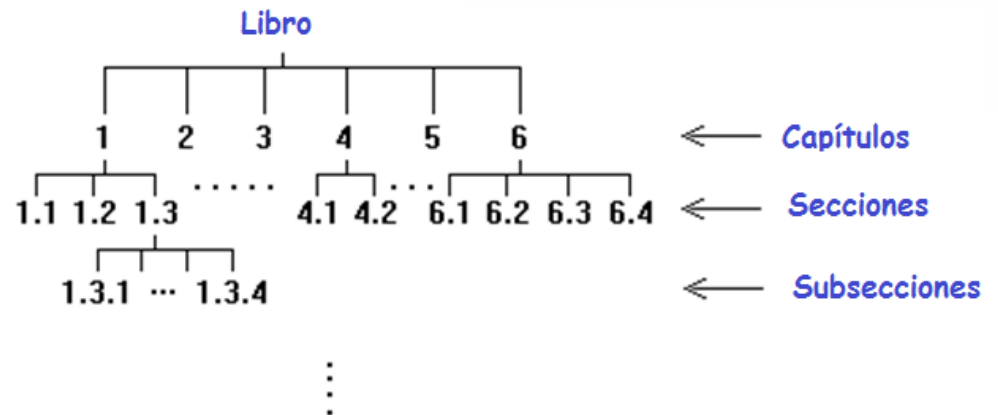 Libro
1 2 3 4 5 6 Capítulos
1.1 1.2 1.3 ..... 4.1 4.2 ... 6.1 6.2 6.3 6.4 Secciones
1.3.1 ... 1.3.4 Subsecciones